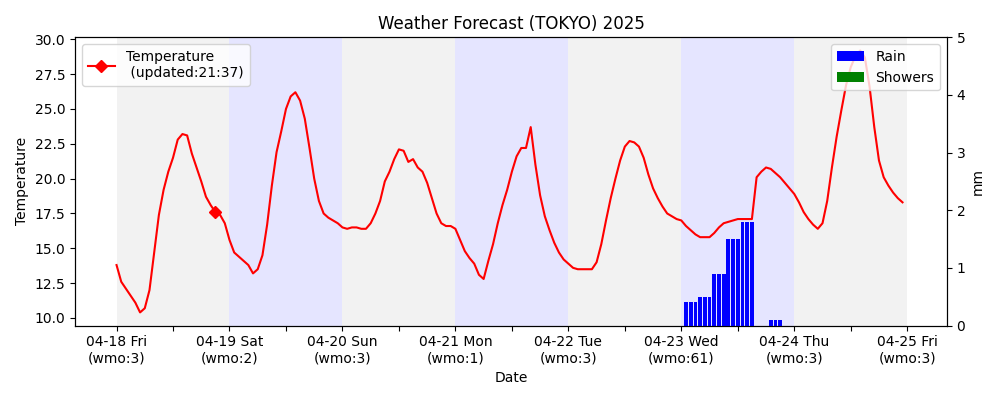 Weather Forecast (TOKYO) 2025
Temperature
(updated:21:37)
Rain
Showers
30.0
27.5
25.0
22.5
20.0
17.5
15.0
12.5
10.0
Temperature
5
4
3
2
1
0
mm
04-18 Fri
(wmo:3)
04-19 Sat
(wmo:2)
04-20 Sun
(wmo:3)
04-21 Mon
(wmo:1)
04-22 Tue
(wmo:3)
04-23 Wed
(wmo:61)
04-24 Thu
(wmo:3)
04-25 Fri
(wmo:3)
Date